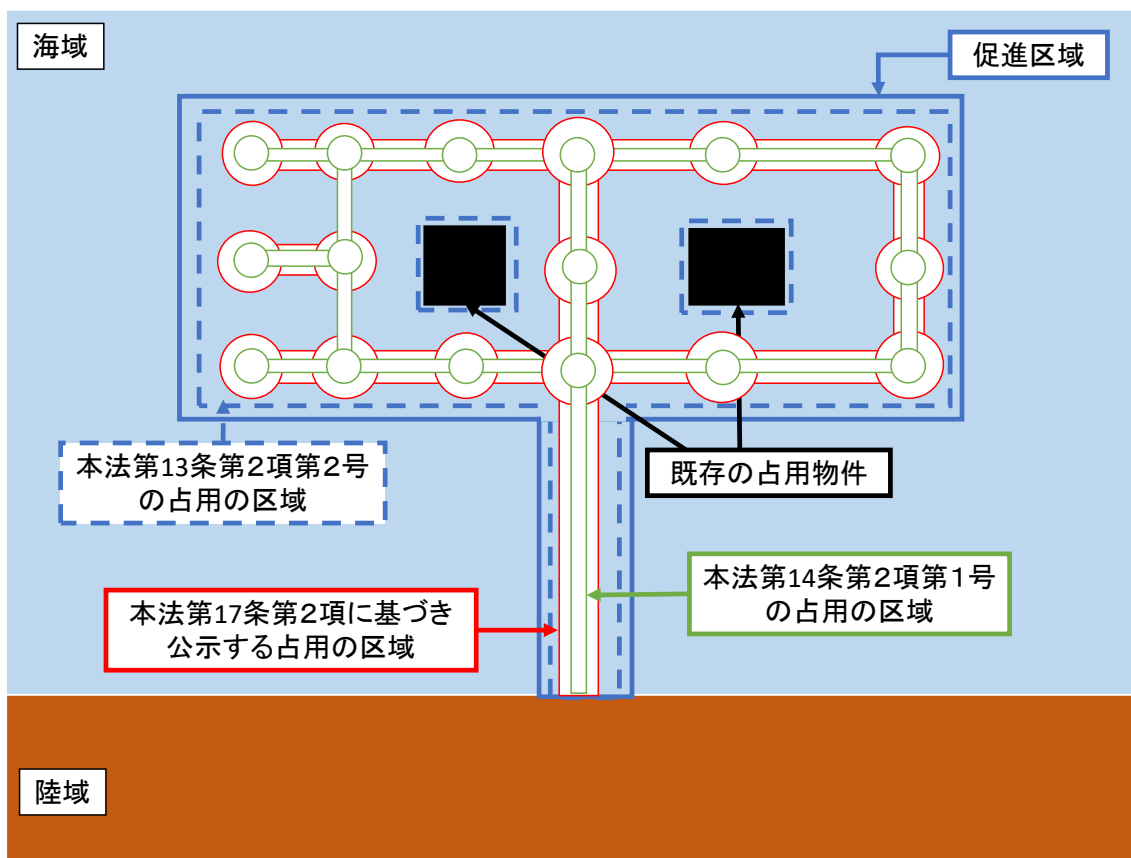 海域
促進区域
本法第13条第２項第２号
の占用の区域
既存の占用物件
本法第14条第２項第１号
の占用の区域
本法第17条第２項に基づき
公示する占用の区域
陸域